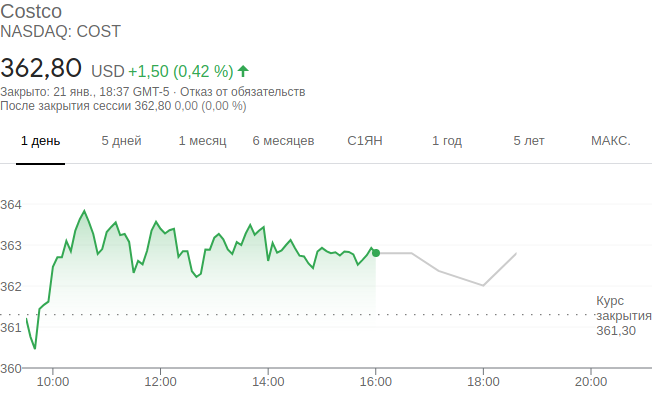 Costco
NASDAQ: COST
362,80 USD +1,50 (0,42 %)
Закрыто: 21 янв., 18:37 GMT-5 · Отказ от обязательств
После закрытия сессии 362,80 0,00 (0,00 %)
1 день 5 дней 1 месяц 6 месяцев С1ЯН 1 год 5 лет МАКС.
364
363
362
Курс
закрытия
361,30
361
360
10:00 12:00 14:00 16:00 18:00 20:00